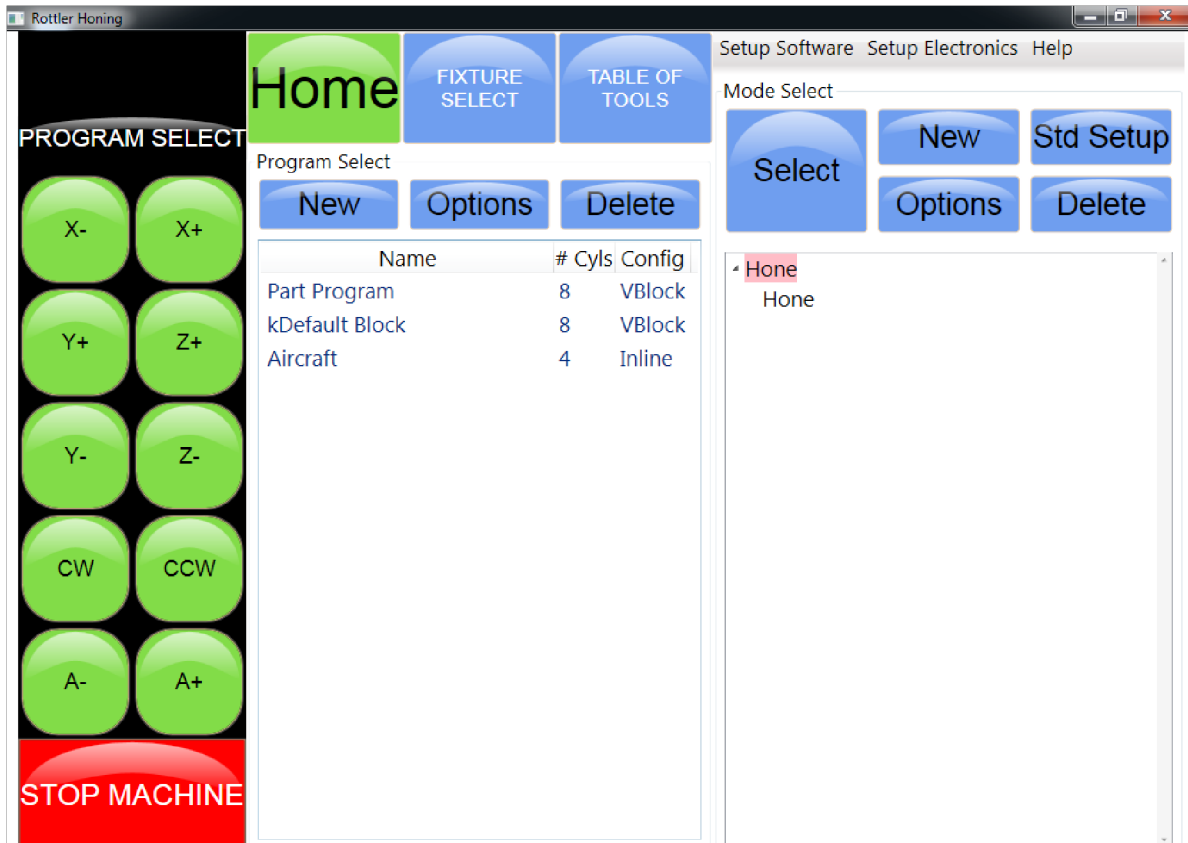 Rottler Honing
PROGRAM SELECT
X- X+
Y+ Z+
Y- Z-
CW CCW
A- A+
STOP MACHINE
Home
FIXTURE
SELECT
TABLE OF
TOOLS
Program Select
New Options Delete
Name # Cyls Config
Part Program 8 VBlock
kDefault Block 8 VBlock
Aircraft 4 Inline
Setup Software Setup Electronics Help
Mode Select
Select
New Std Setup
Options Delete
Hone
Hone